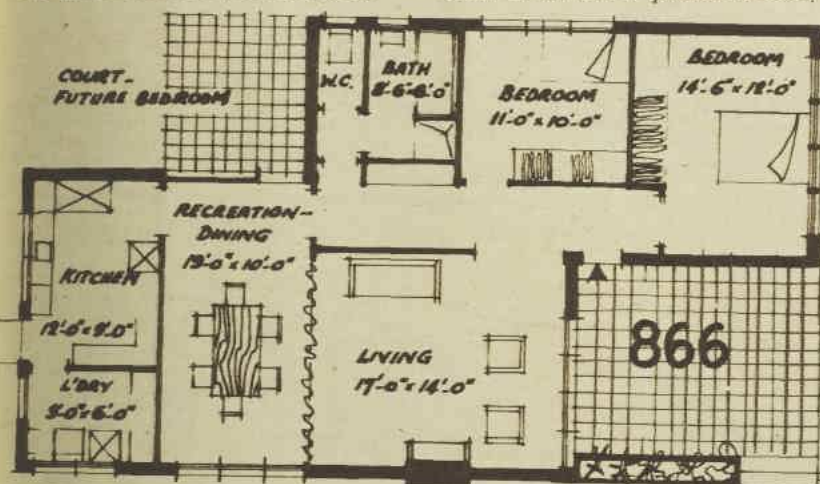 COURT-
FUTURE BEDROOM
W.C.
BATH
8'-6"-6'-0"
BEDROOM
11'-0" x 10'-0"
BEDROOM
14'-6" x 12'-0"
RECREATION-
DINING
19'-0" x 10'-0"
KITCHEN
12'-0" x 9'-0"
L'DRY
9'-0" x 6'-0"
LIVING
17'-0" x 14'-0"
866